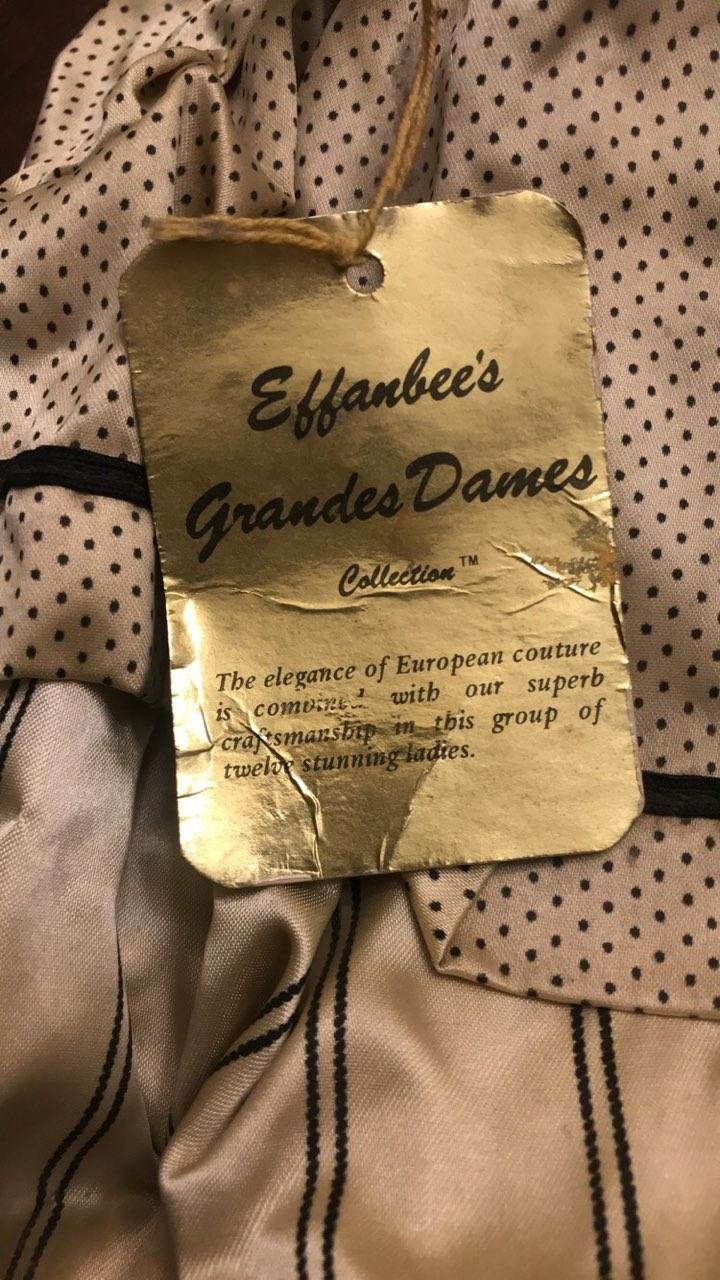 Effanbee's
Grandes Dames
Collection™
The elegance of European couture
is combined with our superb
craftsmanship in this group of
twelve stunning ladies.